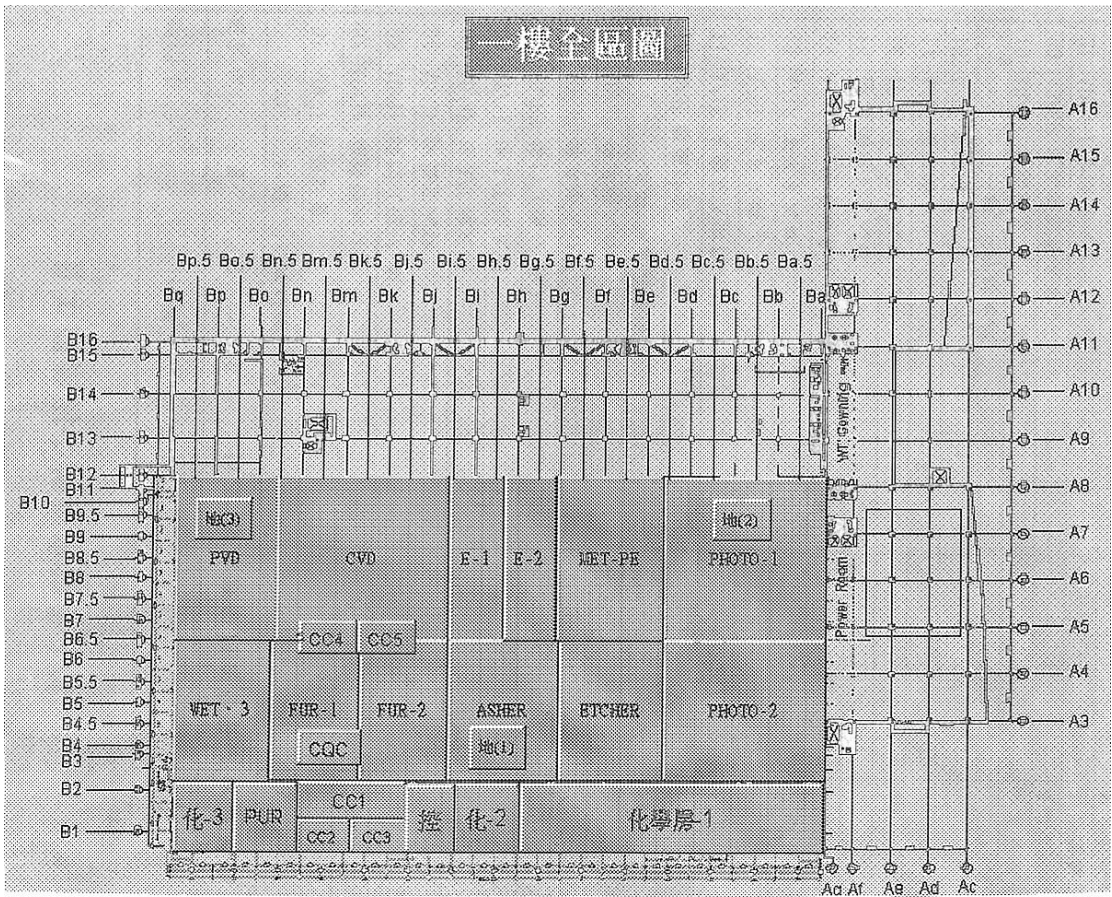 一樓全區圖
A16
A15
A14
A13
A12
A11
A10
A9
A8
A7
A6
A5
A4
A3
Bp.5 Bo.5 Bn.5 Bm.5 Bk.5 Bj.5 Bi.5 Bh.5 Bg.5 Bf.5 Be.5 Bd.5 Bc.5 Bb.5 Ba.5
Bq Bp Bo Bn Bm Bk Bj Bi Bh Bg Bf Be Bd Bc Bb Ba
B16
B15
B14
B13
B12
B11
B10
B9.5
B9
B8.5
B8
B7.5
B7
B6.5
B6
B5.5
B5
B4.5
B4
B3
B2
B1
WT Gowning
Power Room
地(3)
地(2)
PVD CVD E-1 E-2 WET-PE PHOTO-1
CC4 CC5
WET-3 FUR-1 FUR-2 ASHER ETCHER PHOTO-2
CQC 地(1)
化-3 PUR CC1 控 化-2 化學房-1
CC2 CC3
Ag Af Ae Ad Ac